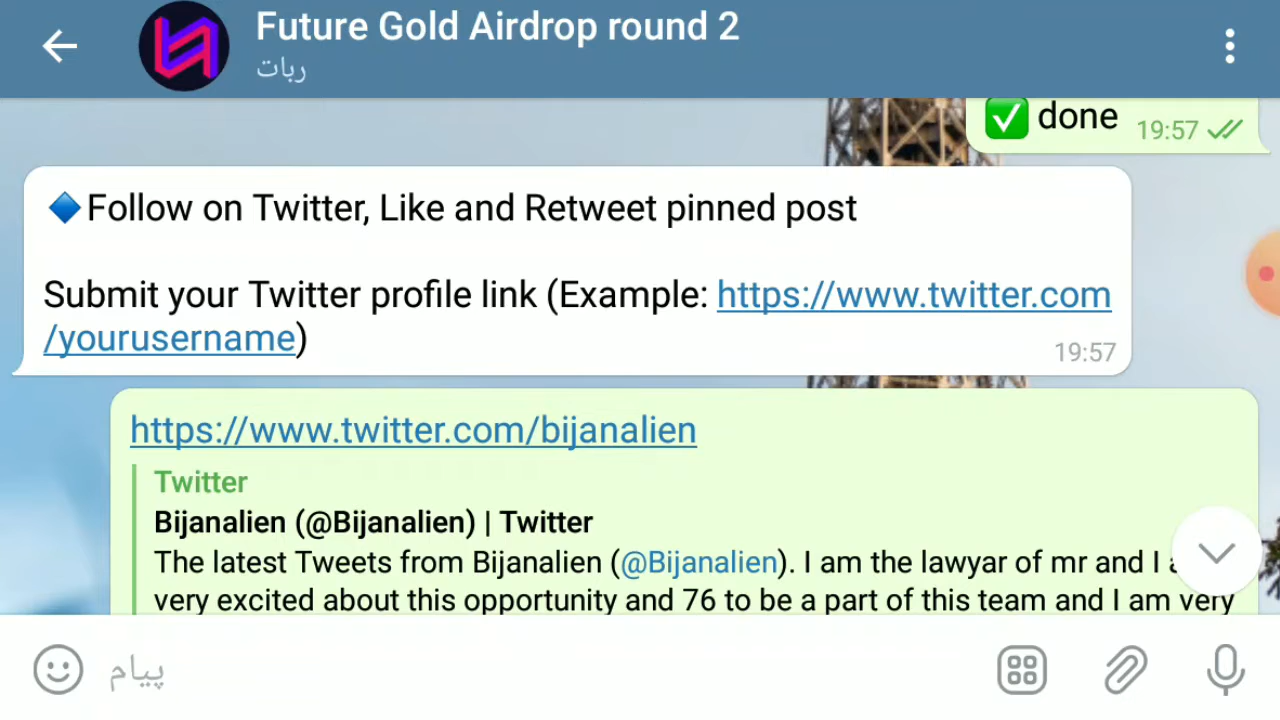 Future Gold Airdrop round 2
ربات
✅ done 19:57
🔷Follow on Twitter, Like and Retweet pinned post
Submit your Twitter profile link (Example: https://www.twitter.com
/yourusername)
19:57
https://www.twitter.com/bijanalien
Twitter
Bijanalien (@Bijanalien) | Twitter
The latest Tweets from Bijanalien (@Bijanalien). I am the lawyar of mr and I
very excited about this opportunity and 76 to be a part of this team and I am very
پیام